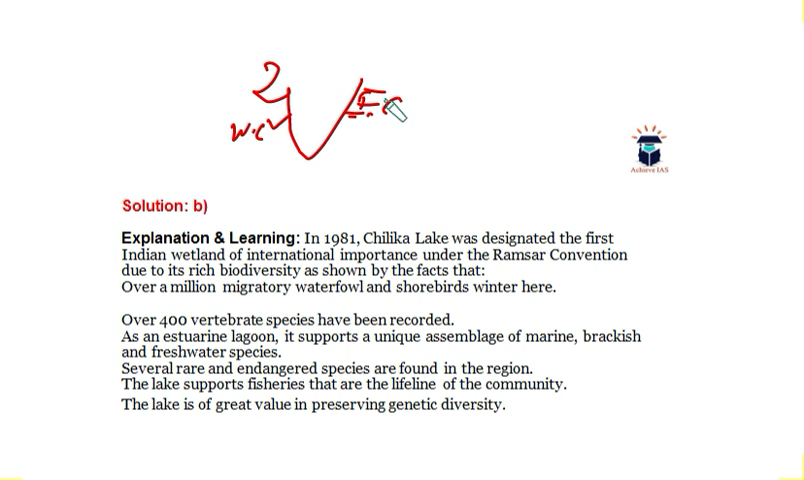 W.C
E.C
Achieve IAS
Solution: b)
Explanation & Learning: In 1981, Chilika Lake was designated the first
Indian wetland of international importance under the Ramsar Convention
due to its rich biodiversity as shown by the facts that:
Over a million migratory waterfowl and shorebirds winter here.
Over 400 vertebrate species have been recorded.
As an estuarine lagoon, it supports a unique assemblage of marine, brackish
and freshwater species.
Several rare and endangered species are found in the region.
The lake supports fisheries that are the lifeline of the community.
The lake is of great value in preserving genetic diversity.